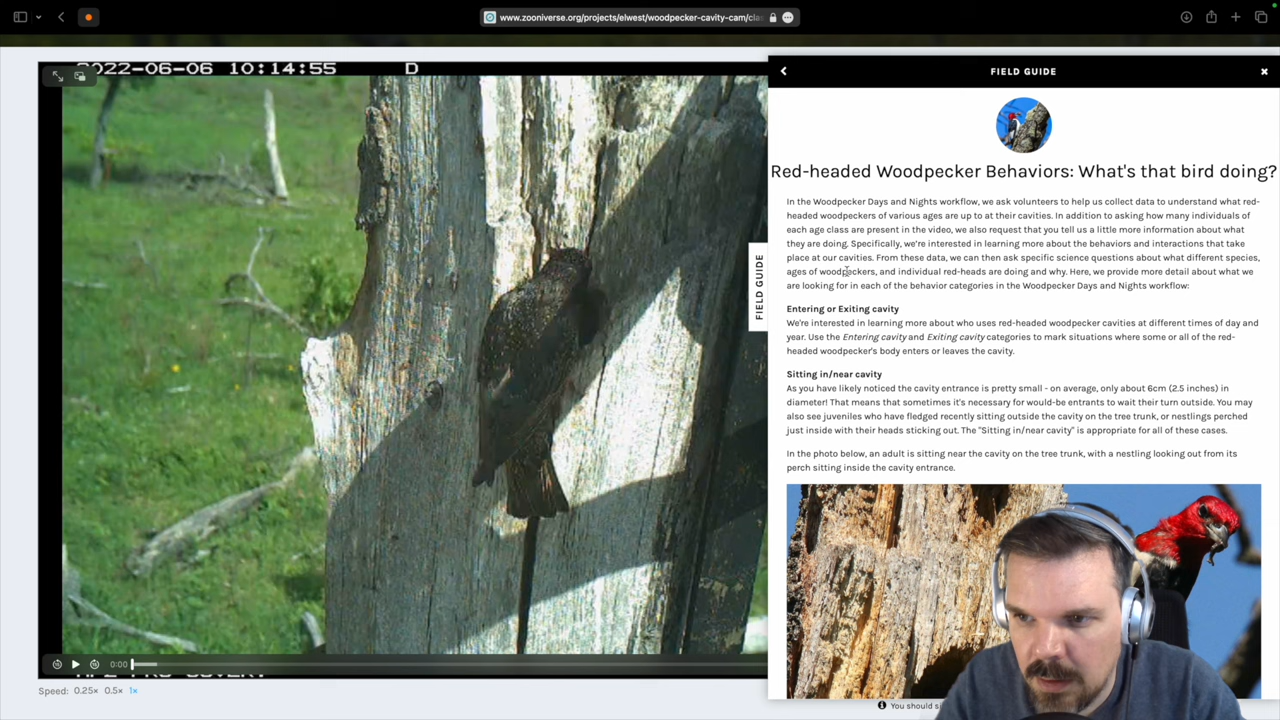 www.zooniverse.org/projects/elwest/woodpecker-cavity-cam/clas
2022-06-06 10:14:55 D
FIELD GUIDE
FIELD GUIDE
Red-headed Woodpecker Behaviors: What's that bird doing?
In the Woodpecker Days and Nights workflow, we ask volunteers to help us collect data to understand what red-
headed woodpeckers of various ages are up to at their cavities. In addition to asking how many individuals of
each age class are present in the video, we also request that you tell us a little more information about what
they are doing. Specifically, we're interested in learning more about the behaviors and interactions that take
place at our cavities. From these data, we can then ask specific science questions about what different species,
ages of woodpeckers, and individual red-heads are doing and why. Here, we provide more detail about what we
are looking for in each of the behavior categories in the Woodpecker Days and Nights workflow:
Entering or Exiting cavity
We're interested in learning more about who uses red-headed woodpecker cavities at different times of day and
year. Use the Entering cavity and Exiting cavity categories to mark situations where some or all of the red-
headed woodpecker's body enters or leaves the cavity.
Sitting in/near cavity
As you have likely noticed the cavity entrance is pretty small - on average, only about 6cm (2.5 inches) in
diameter! That means that sometimes it's necessary for would-be entrants to wait their turn outside. You may
also see juveniles who have fledged recently sitting outside the cavity on the tree trunk, or nestlings perched
just inside with their heads sticking out. The "Sitting in/near cavity" is appropriate for all of these cases.
In the photo below, an adult is sitting near the cavity on the tree trunk, with a nestling looking out from its
perch sitting inside the cavity entrance.
0:00
Speed: 0.25× 0.5× 1×
You should